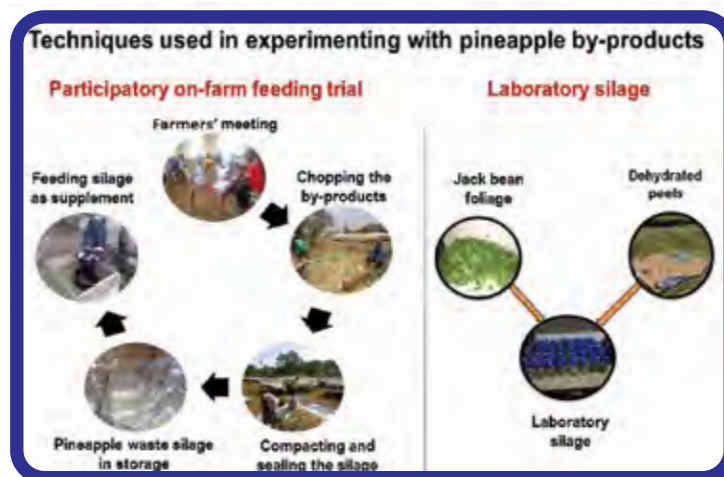 Techniques used in experimenting with pineapple by-products
Participatory on-farm feeding trial
Farmers' meeting
Chopping the
by-products
Compacting and
sealing the silage
Pineapple waste silage
in storage
Feeding silage
as supplement
Laboratory silage
Jack bean
foliage
Dehydrated
peels
Laboratory
silage